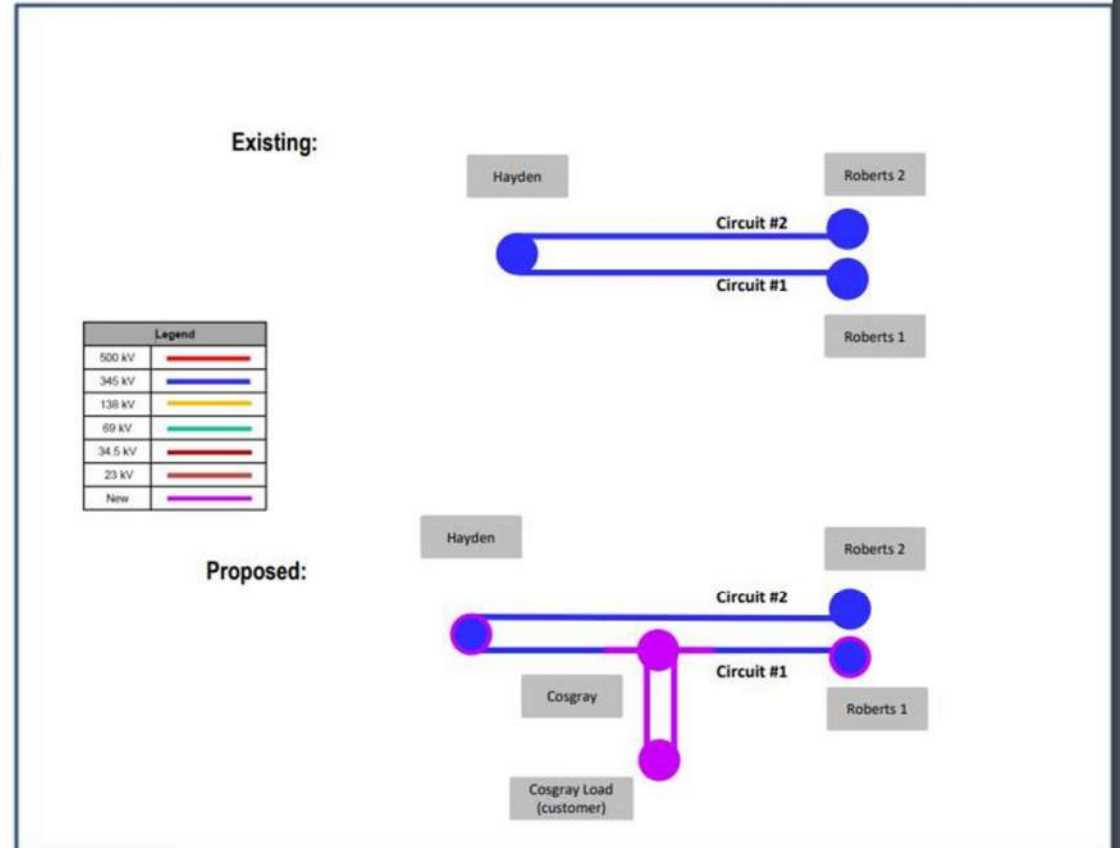 Existing:
Hayden
Roberts 2
Circuit #2
Circuit #1
Roberts 1
Legend
500 kV
345 kV
138 kV
69 kV
34.5 kV
23 kV
New
Proposed:
Hayden
Roberts 2
Circuit #2
Circuit #1
Cosgray
Roberts 1
Cosgray Load
(customer)